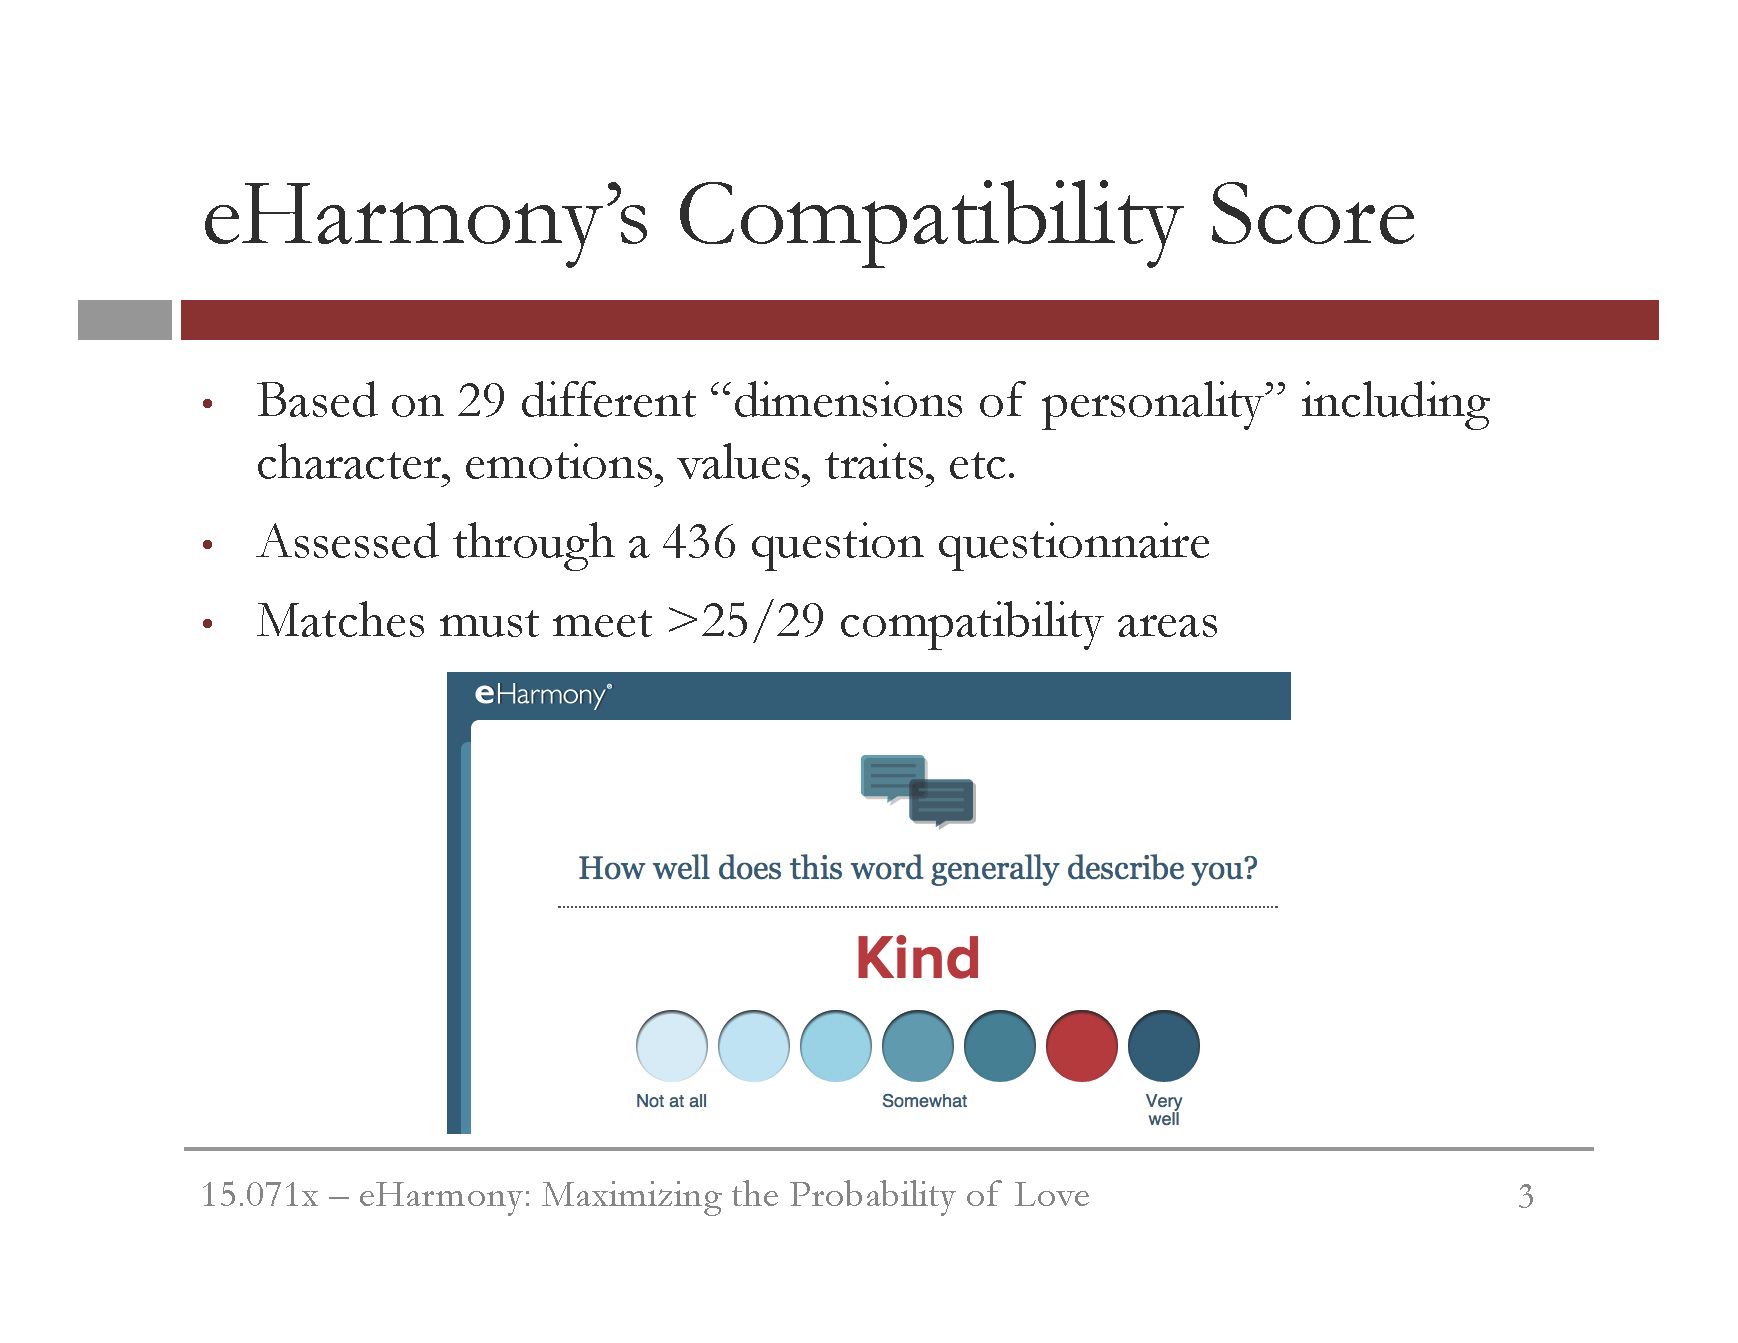 eHarmony’s Compatibility Score
• Based on 29 different “dimensions of personality” including
character, emotions, values, traits, etc.
• Assessed through a 436 question questionnaire
• Matches must meet >25/29 compatibility areas
eHarmony®
How well does this word generally describe you?
Kind
Not at all Somewhat Very
well
15.071x – eHarmony: Maximizing the Probability of Love 3